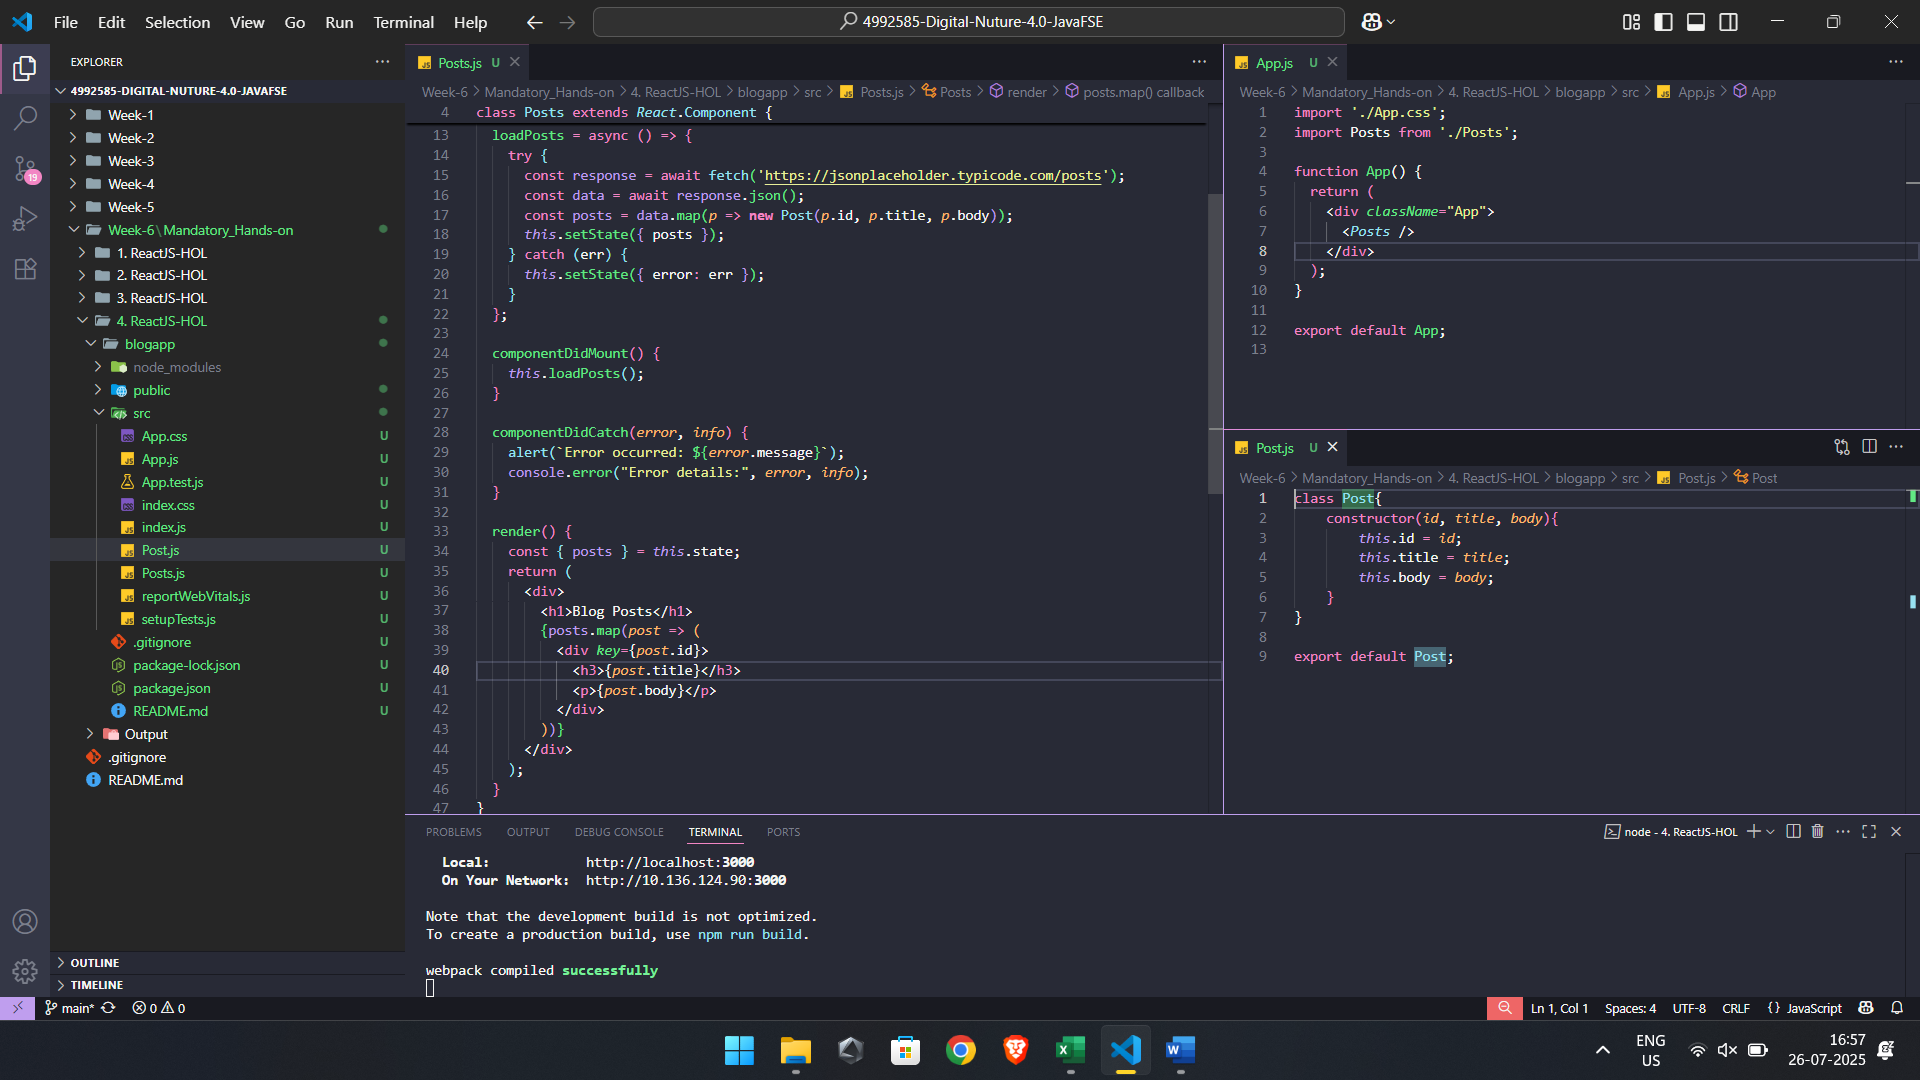 File Edit Selection View Go Run Terminal Help
4992585-Digital-Nuture-4.0-JavaFSE
EXPLORER
4992585-DIGITAL-NUTURE-4.0-JAVAFSE
Week-1
Week-2
Week-3
Week-4
Week-5
Week-6\Mandatory_Hands-on
1. ReactJS-HOL
2. ReactJS-HOL
3. ReactJS-HOL
4. ReactJS-HOL
blogapp
node_modules
public
src
App.css U
App.js U
App.test.js U
index.css U
index.js U
Post.js U
Posts.js U
reportWebVitals.js U
setupTests.js U
.gitignore U
package-lock.json U
package.json U
README.md U
Output
.gitignore
README.md
OUTLINE
TIMELINE
19
Posts.js U
Week-6 > Mandatory_Hands-on > 4. ReactJS-HOL > blogapp > src > Posts.js > Posts > render > posts.map() callback
4 class Posts extends React.Component {
13 loadPosts = async () => {
14 try {
15 const response = await fetch('https://jsonplaceholder.typicode.com/posts');
16 const data = await response.json();
17 const posts = data.map(p => new Post(p.id, p.title, p.body));
18 this.setState({ posts });
19 } catch (err) {
20 this.setState({ error: err });
21 }
22 };
23
24 componentDidMount() {
25 this.loadPosts();
26 }
27
28 componentDidCatch(error, info) {
29 alert(`Error occurred: ${error.message}`);
30 console.error("Error details:", error, info);
31 }
32
33 render() {
34 const { posts } = this.state;
35 return (
36 <div>
37 <h1>Blog Posts</h1>
38 {posts.map(post => (
39 <div key={post.id}>
40 <h3>{post.title}</h3>
41 <p>{post.body}</p>
42 </div>
43 ))}
44 </div>
45 );
46 }
47 }
App.js U
Week-6 > Mandatory_Hands-on > 4. ReactJS-HOL > blogapp > src > App.js > App
1 import './App.css';
2 import Posts from './Posts';
3
4 function App() {
5 return (
6 <div className="App">
7 <Posts />
8 </div>
9 );
10 }
11
12 export default App;
13
Post.js U
Week-6 > Mandatory_Hands-on > 4. ReactJS-HOL > blogapp > src > Post.js > Post
1 class Post{
2 constructor(id, title, body){
3 this.id = id;
4 this.title = title;
5 this.body = body;
6 }
7 }
8
9 export default Post;
PROBLEMS OUTPUT DEBUG CONSOLE TERMINAL PORTS
node - 4. ReactJS-HOL
Local: http://localhost:3000
On Your Network: http://10.136.124.90:3000
Note that the development build is not optimized.
To create a production build, use npm run build.
webpack compiled successfully
main* 0 0
Ln 1, Col 1 Spaces: 4 UTF-8 CRLF {} JavaScript
ENG
US
16:57
26-07-2025